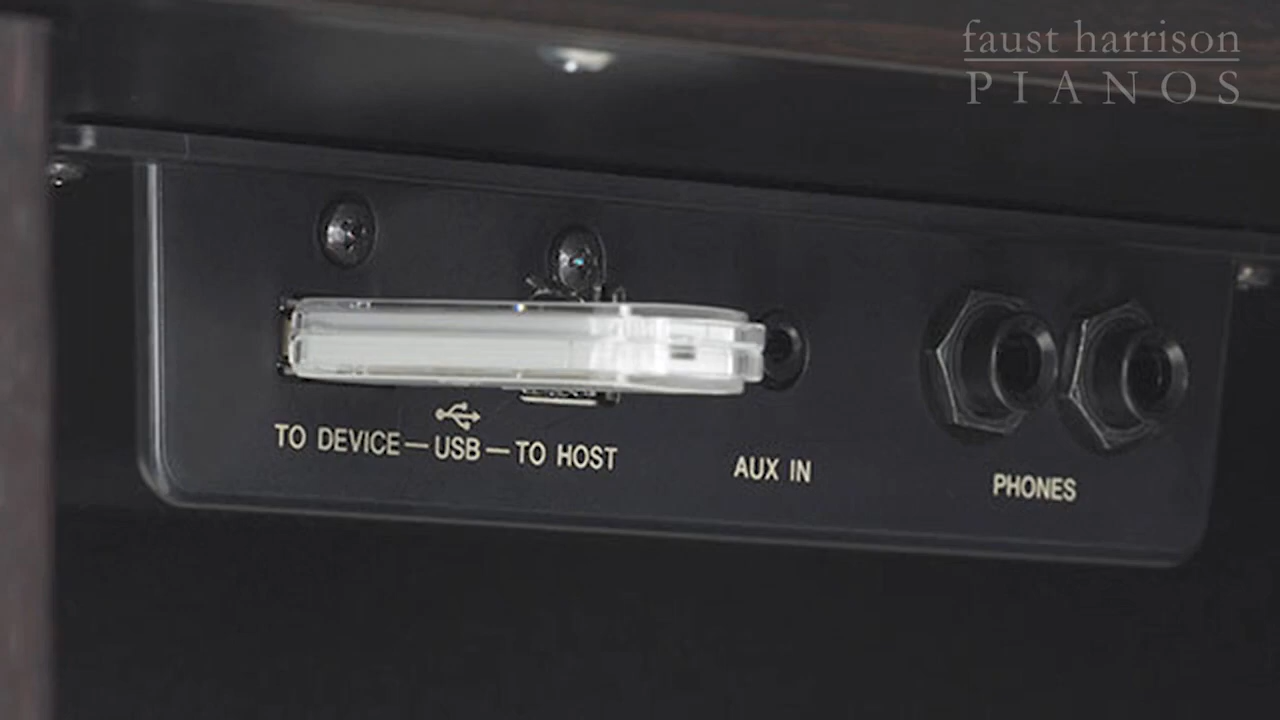 faust harrison
PIANOS
TO DEVICE — USB — TO HOST
AUX IN
PHONES